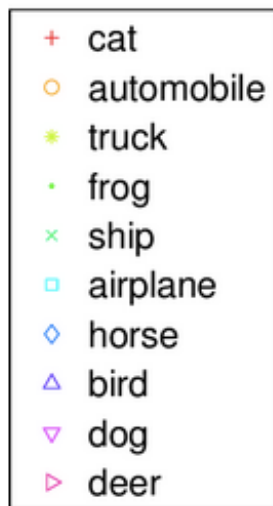 cat
automobile
truck
frog
ship
airplane
horse
bird
dog
deer